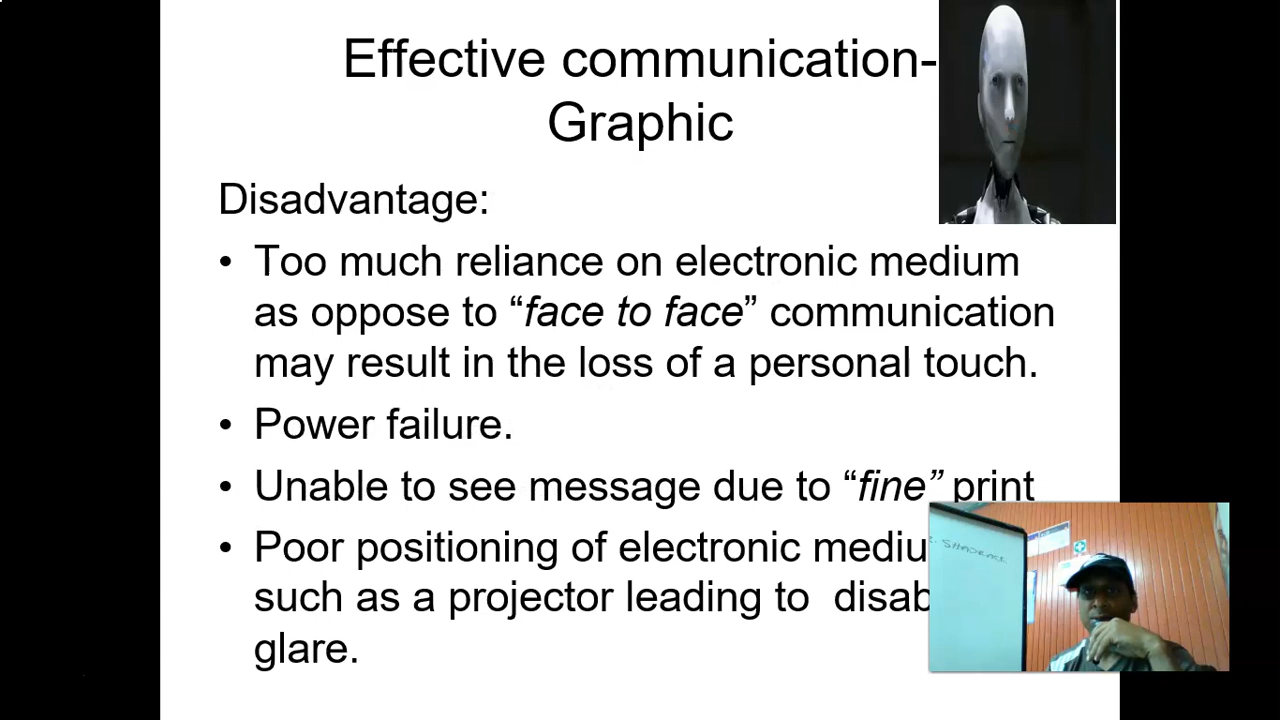 Effective communication-
Graphic
Disadvantage:
• Too much reliance on electronic medium
as oppose to “face to face” communication
may result in the loss of a personal touch.
• Power failure.
• Unable to see message due to “fine” print
• Poor positioning of electronic mediu
such as a projector leading to disab
glare.